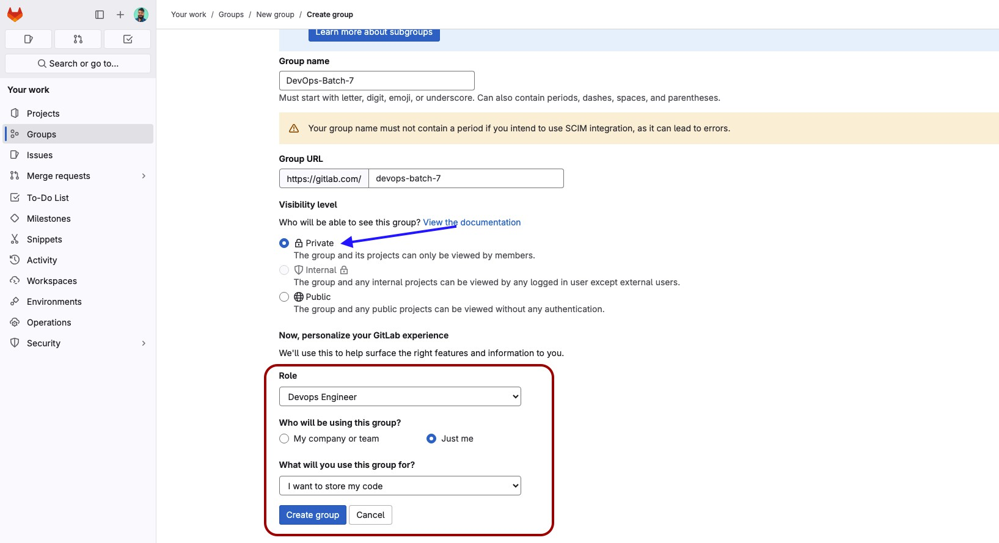 Your work / Groups / New group / Create group
Search or go to...
Your work
Projects
Groups
Issues
Merge requests
To-Do List
Milestones
Snippets
Activity
Workspaces
Environments
Operations
Security
Learn more about subgroups
Group name
DevOps-Batch-7
Must start with letter, digit, emoji, or underscore. Can also contain periods, dashes, spaces, and parentheses.
Your group name must not contain a period if you intend to use SCIM integration, as it can lead to errors.
Group URL
https://gitlab.com/ devops-batch-7
Visibility level
Who will be able to see this group? View the documentation
Private
The group and its projects can only be viewed by members.
Internal
The group and any internal projects can be viewed by any logged in user except external users.
Public
The group and any public projects can be viewed without any authentication.
Now, personalize your GitLab experience
We'll use this to help surface the right features and information to you.
Role
Devops Engineer
Who will be using this group?
My company or team Just me
What will you use this group for?
I want to store my code
Create group Cancel